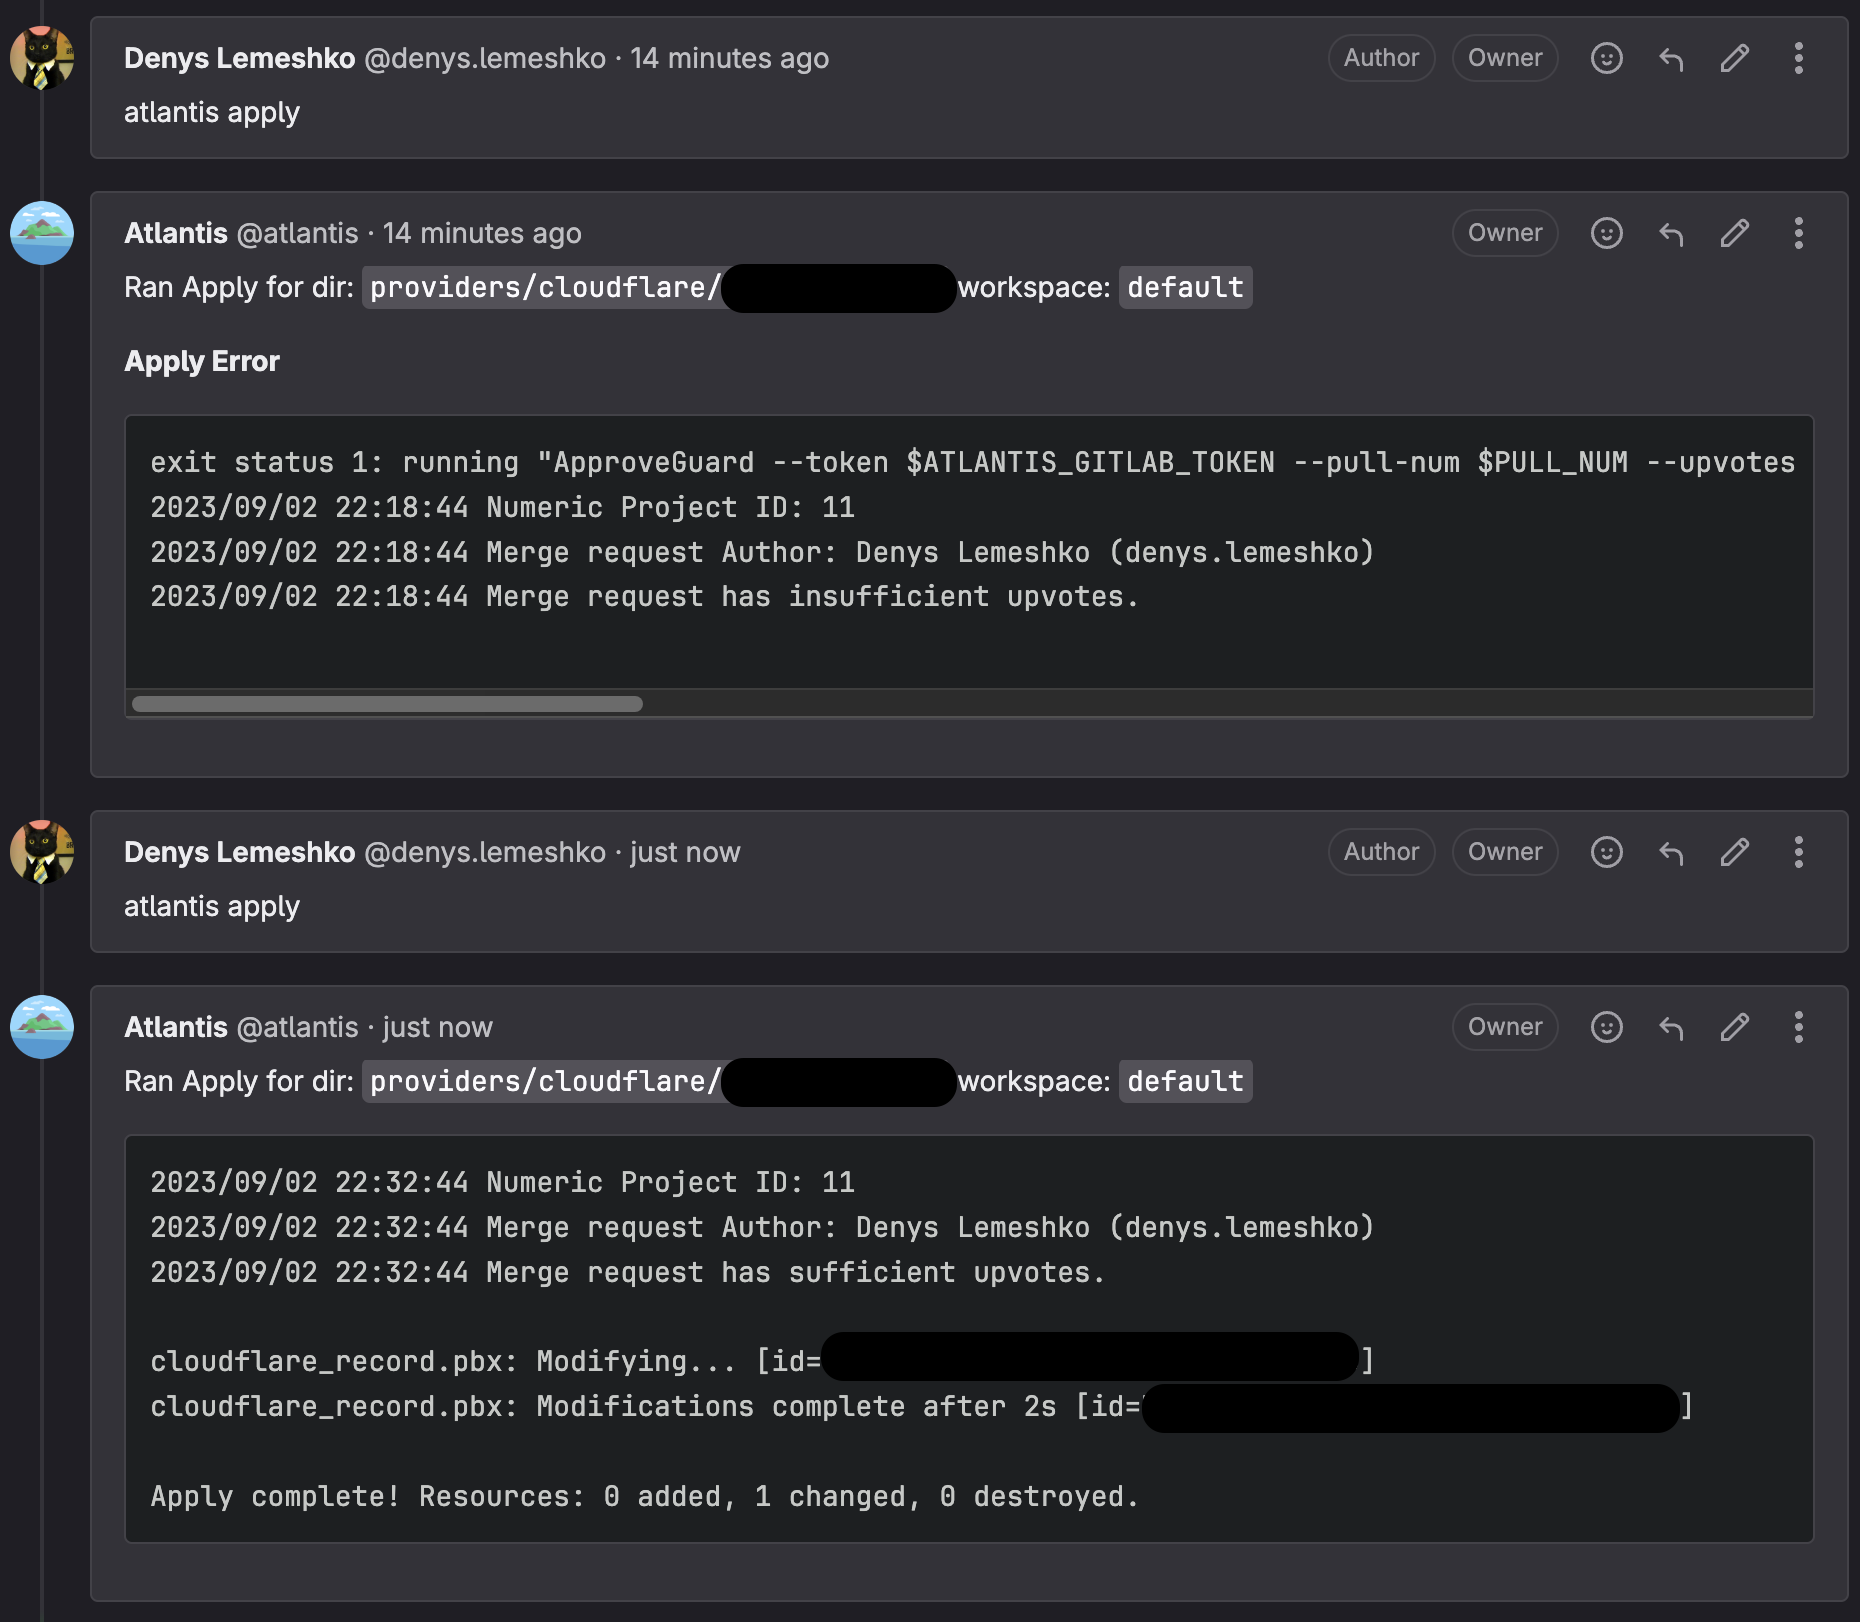 Denys Lemeshko @denys.lemeshko · 14 minutes ago Author Owner
atlantis apply
Atlantis @atlantis · 14 minutes ago Owner
Ran Apply for dir: providers/cloudflare/ workspace: default
Apply Error
exit status 1: running "ApproveGuard --token $ATLANTIS_GITLAB_TOKEN --pull-num $PULL_NUM --upvotes
2023/09/02 22:18:44 Numeric Project ID: 11
2023/09/02 22:18:44 Merge request Author: Denys Lemeshko (denys.lemeshko)
2023/09/02 22:18:44 Merge request has insufficient upvotes.
Denys Lemeshko @denys.lemeshko · just now Author Owner
atlantis apply
Atlantis @atlantis · just now Owner
Ran Apply for dir: providers/cloudflare/ workspace: default
2023/09/02 22:32:44 Numeric Project ID: 11
2023/09/02 22:32:44 Merge request Author: Denys Lemeshko (denys.lemeshko)
2023/09/02 22:32:44 Merge request has sufficient upvotes.
cloudflare_record.pbx: Modifying... [id= ]
cloudflare_record.pbx: Modifications complete after 2s [id= ]
Apply complete! Resources: 0 added, 1 changed, 0 destroyed.